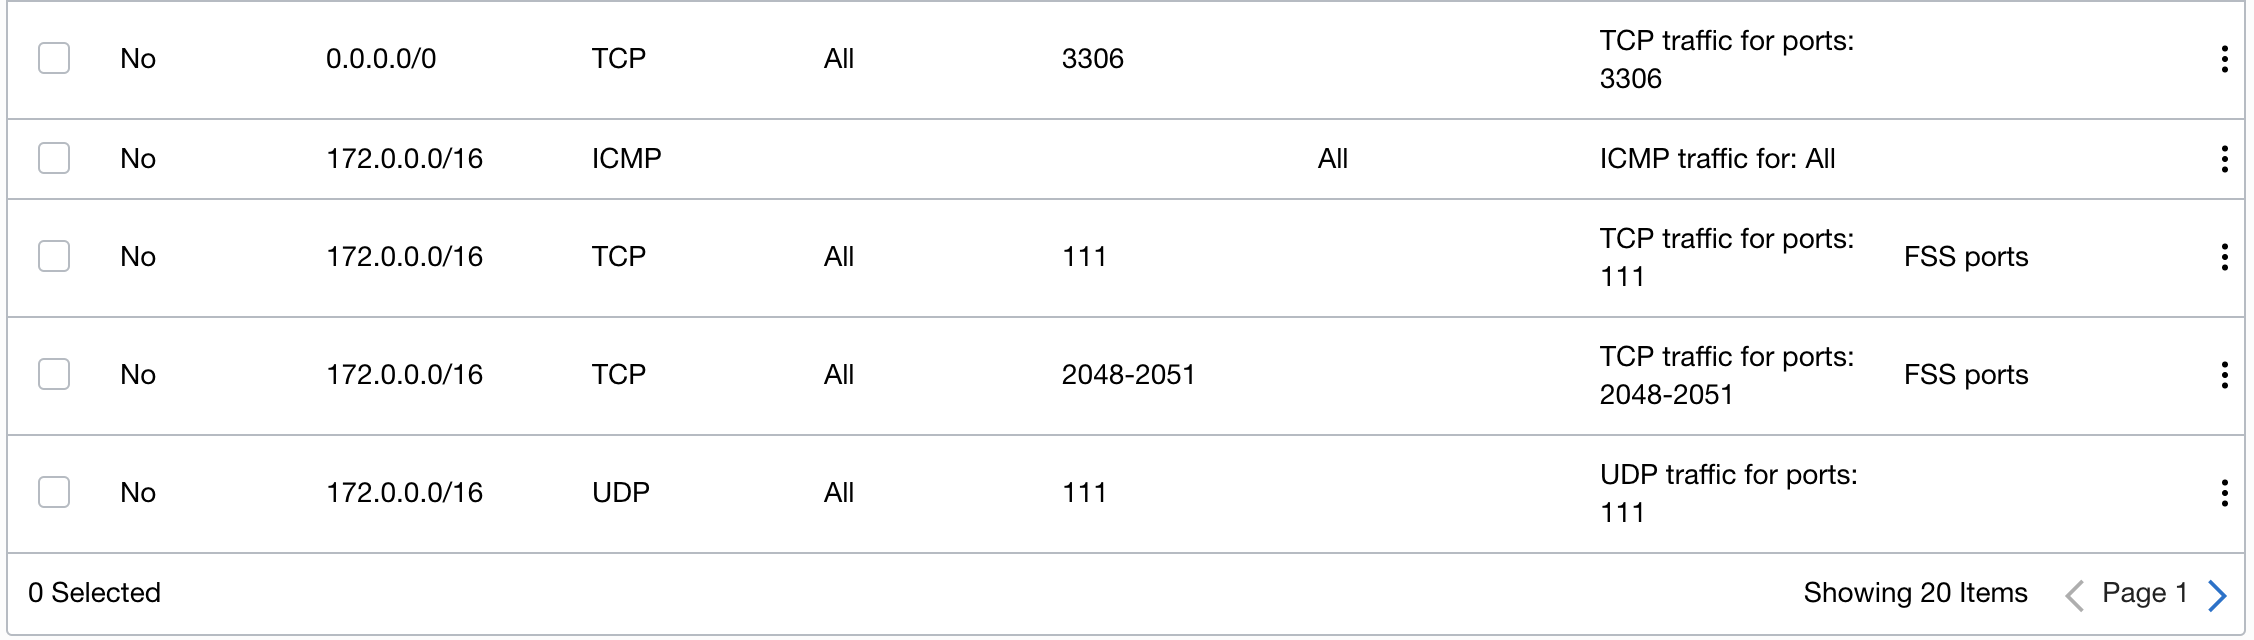 No 0.0.0.0/0 TCP All 3306 TCP traffic for ports:
3306
No 172.0.0.0/16 ICMP All ICMP traffic for: All
No 172.0.0.0/16 TCP All 111 TCP traffic for ports: FSS ports
111
No 172.0.0.0/16 TCP All 2048-2051 TCP traffic for ports: FSS ports
2048-2051
No 172.0.0.0/16 UDP All 111 UDP traffic for ports:
111
0 Selected Showing 20 Items Page 1